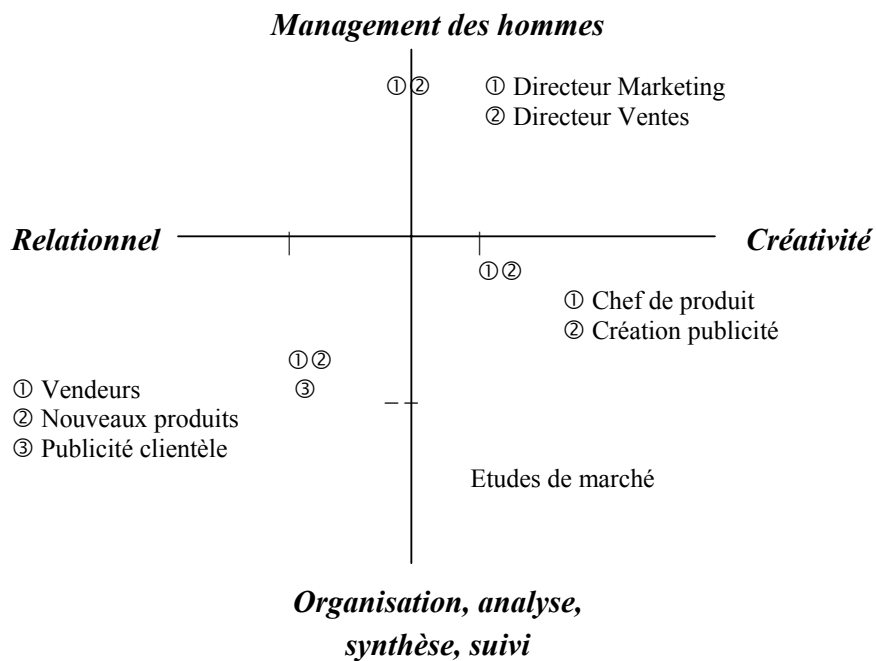 Management des hommes
①② ① Directeur Marketing
② Directeur Ventes
Relationnel Créativité
①②
① Chef de produit
② Création publicité
①②
① Vendeurs ③
② Nouveaux produits
③ Publicité clientèle
Etudes de marché
Organisation, analyse,
synthèse, suivi